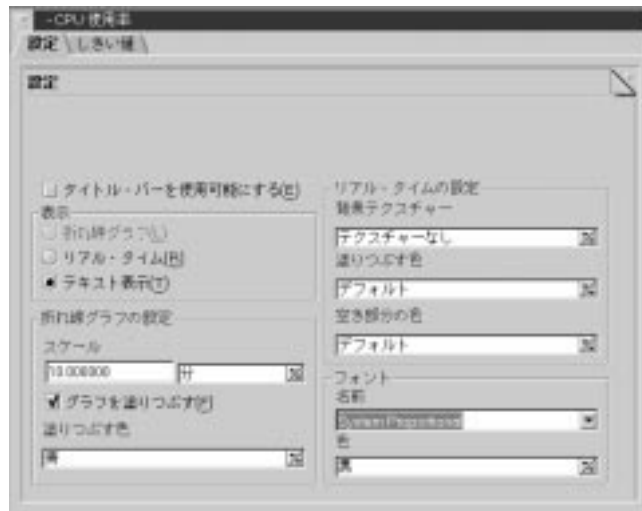 -CPU 使用率
設定 \ しきい値 \
設定
タイトル・バーを使用可能にする(E)
表示
折れ線グラフ(L)
リアル・タイム(R)
テキスト表示(T)
折れ線グラフの設定
スケール
10.000000 分
グラフを塗りつぶす(F)
塗りつぶす色
青
リアル・タイムの設定
背景テクスチャー
テクスチャーなし
塗りつぶす色
デフォルト
空き部分の色
デフォルト
フォント
名前
System Proportional
色
黒